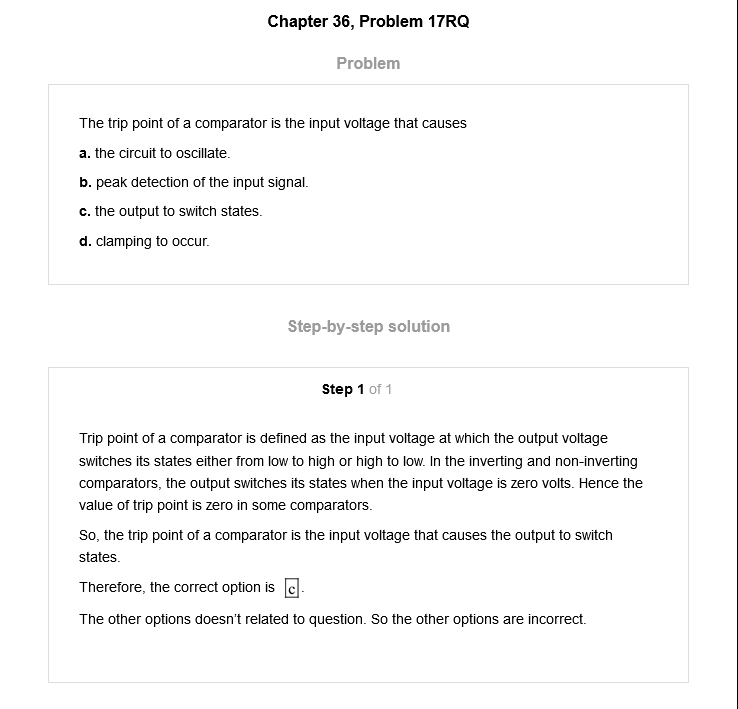 Chapter 36, Problem 17RQ
Problem
The trip point of a comparator is the input voltage that causes
a. the circuit to oscillate.
b. peak detection of the input signal.
c. the output to switch states.
d. clamping to occur.
Step-by-step solution
Step 1 of 1
Trip point of a comparator is defined as the input voltage at which the output voltage
switches its states either from low to high or high to low. In the inverting and non-inverting
comparators, the output switches its states when the input voltage is zero volts. Hence the
value of trip point is zero in some comparators.
So, the trip point of a comparator is the input voltage that causes the output to switch
states.
Therefore, the correct option is c.
The other options doesn't related to question. So the other options are incorrect.